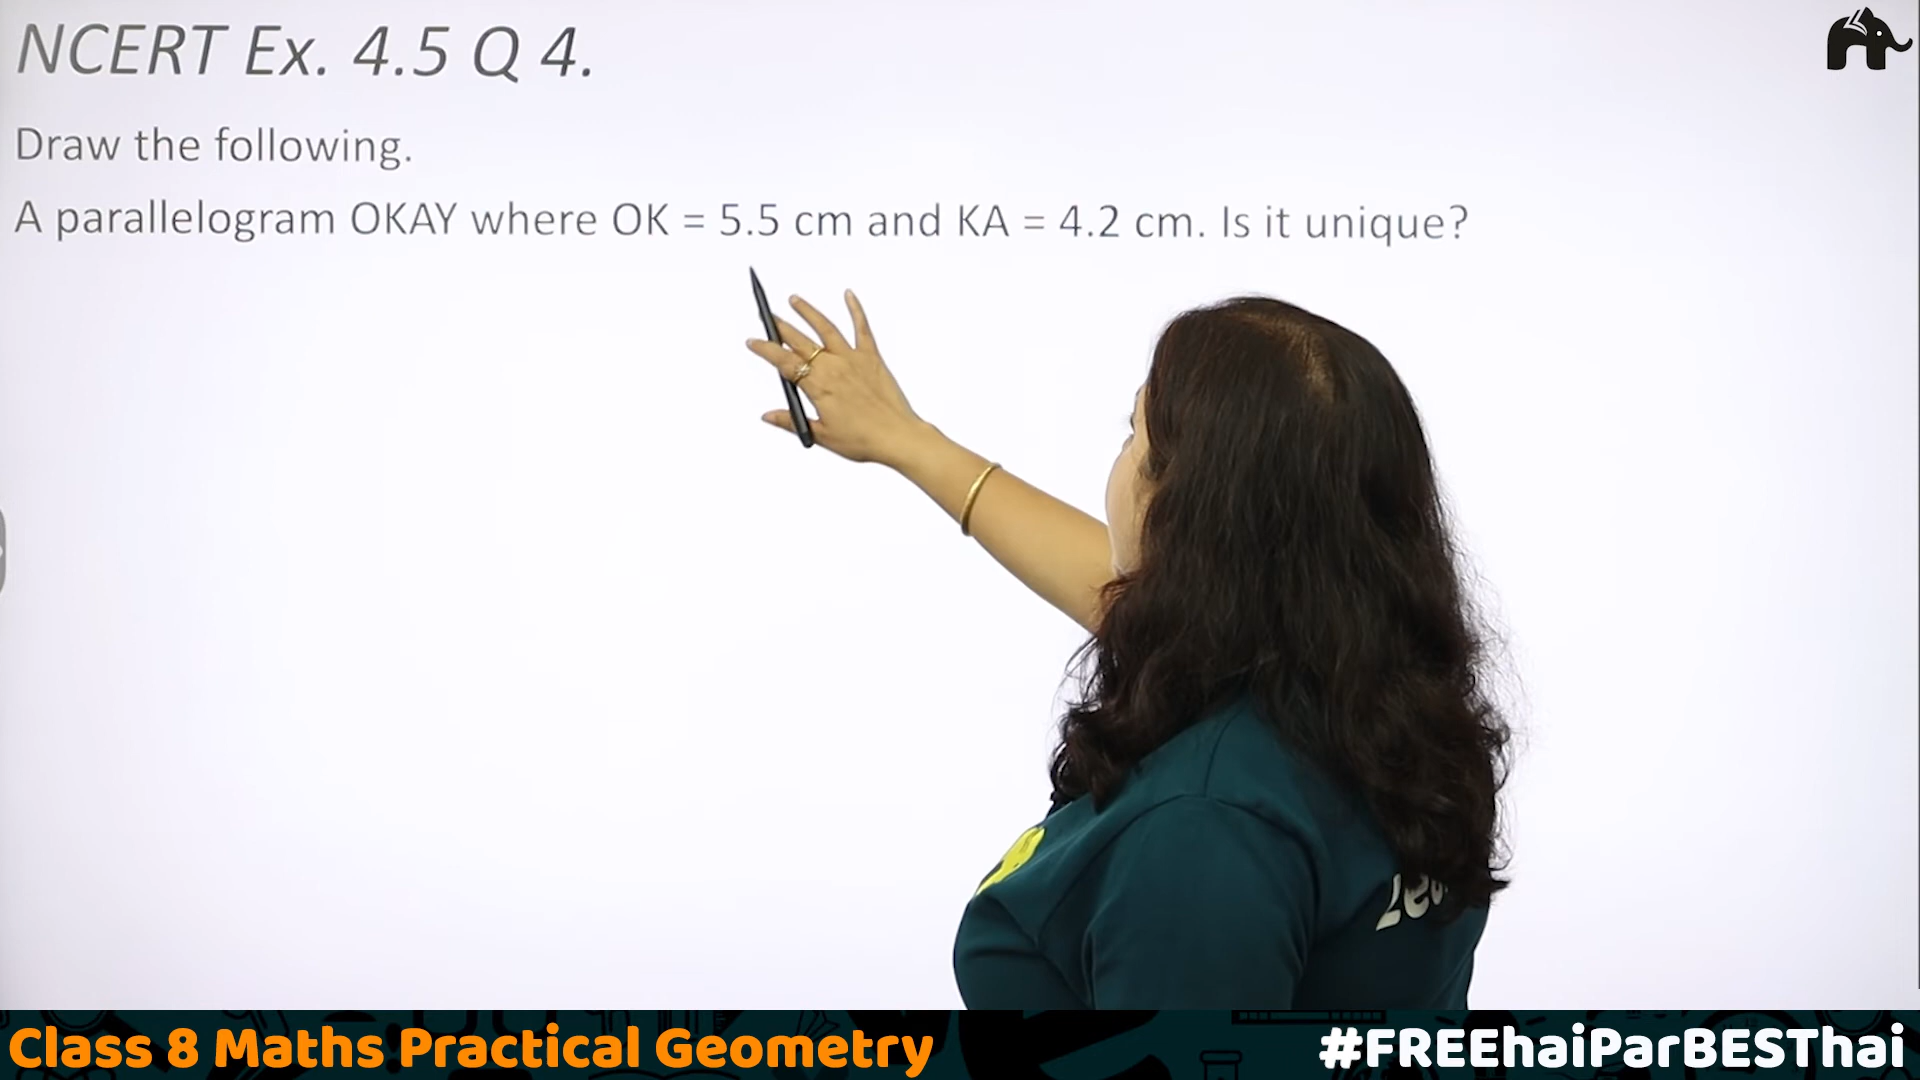 NCERT Ex. 4.5 Q 4.
Draw the following.
A parallelogram OKAY where OK = 5.5 cm and KA = 4.2 cm. Is it unique?
Class 8 Maths Practical Geometry
#FREEhaiParBESThai